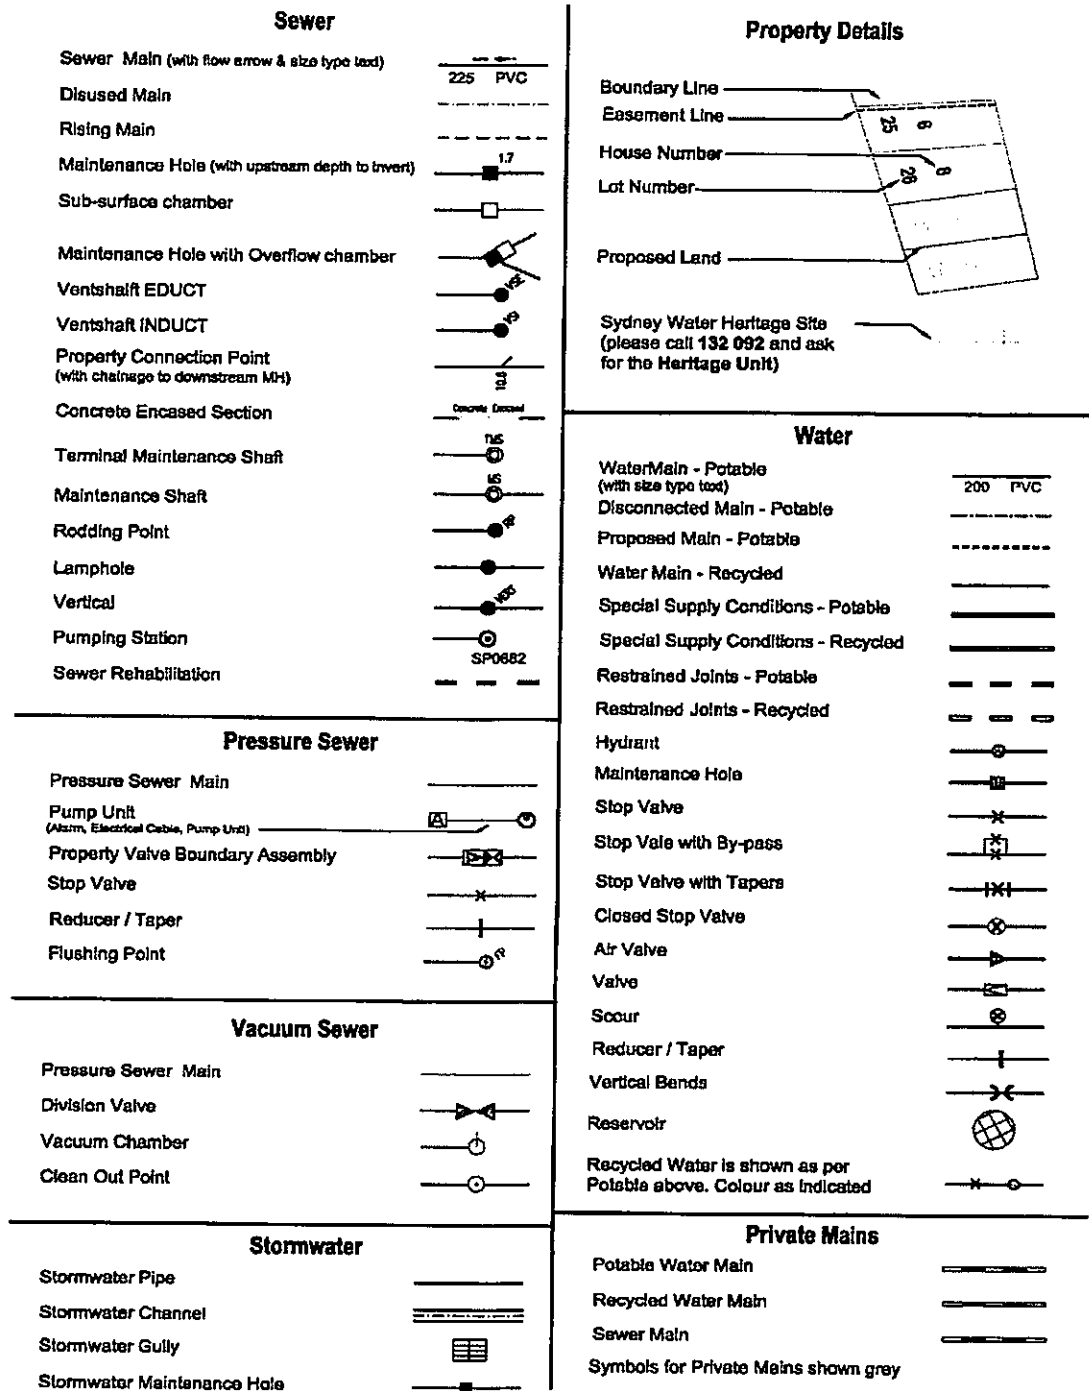 Sewer
Sewer Main (with flow arrow & size type text)
225 PVC
Disused Main
Rising Main
Maintenance Hole (with upstream depth to invert)
1.7
Sub-surface chamber
Maintenance Hole with Overflow chamber
Ventshaift EDUCT
VSE
Ventshaft INDUCT
VSI
Property Connection Point
(with chainage to downstream MH)
10.6
Concrete Encased Section
Concrete Encased
Terminal Maintenance Shaft
TMS
Maintenance Shaft
MS
Rodding Point
RP
Lamphole
Vertical
VERT
Pumping Station
SP0682
Sewer Rehabilitation
Pressure Sewer
Pressure Sewer Main
Pump Unit
(Alarm, Electrical Cable, Pump Unit)
A
Property Valve Boundary Assembly
Stop Valve
Reducer / Taper
Flushing Point
FP
Vacuum Sewer
Pressure Sewer Main
Division Valve
Vacuum Chamber
Clean Out Point
Stormwater
Stormwater Pipe
Stormwater Channel
Stormwater Gully
Stormwater Maintenance Hole
Property Details
Boundary Line
Easement Line
25 6
House Number
Lot Number
26 8
Proposed Land
Sydney Water Heritage Site
(please call 132 092 and ask
for the Heritage Unit)
Water
WaterMain - Potable
(with size type text)
200 PVC
Disconnected Main - Potable
Proposed Main - Potable
Water Main - Recycled
Special Supply Conditions - Potable
Special Supply Conditions - Recycled
Restrained Joints - Potable
Restrained Joints - Recycled
Hydrant
Maintenance Hole
Stop Valve
Stop Vale with By-pass
Stop Valve with Tapers
Closed Stop Valve
Air Valve
Valve
Scour
Reducer / Taper
Vertical Bends
Reservoir
Recycled Water is shown as per
Potable above. Colour as indicated
Private Mains
Potable Water Main
Recycled Water Main
Sewer Main
Symbols for Private Mains shown grey